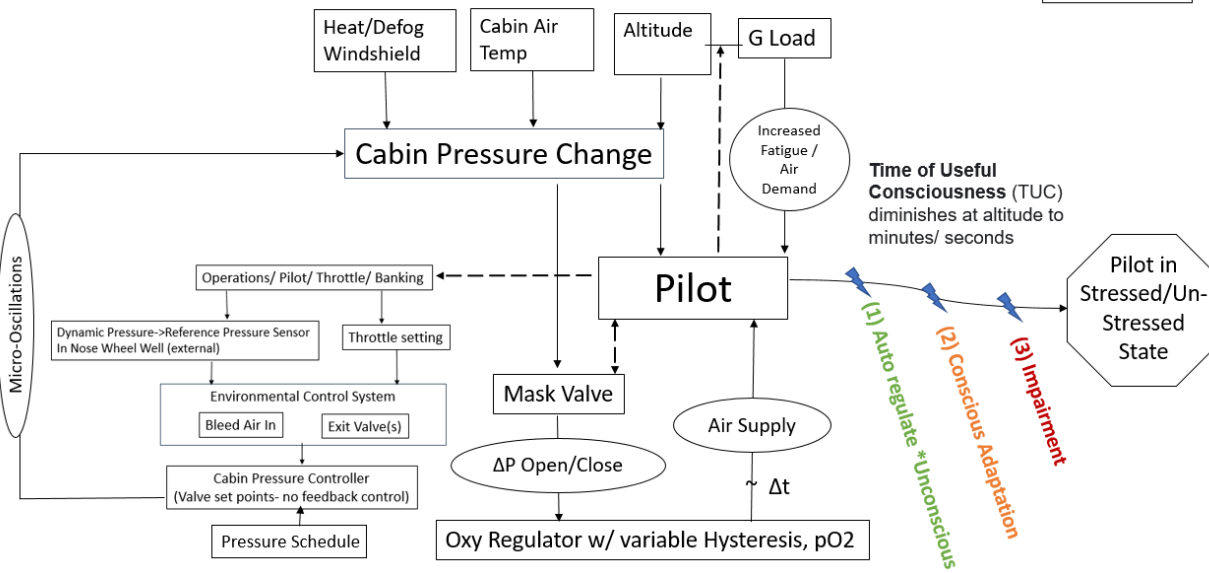 Heat/Defog
Windshield
Cabin Air
Temp
Altitude
G Load
Cabin Pressure Change
Increased
Fatigue /
Air
Demand
Time of Useful
Consciousness (TUC)
diminishes at altitude to
minutes/ seconds
Micro-Oscillations
Operations/ Pilot/ Throttle/ Banking
Pilot
Pilot in
Stressed/Un-
Stressed
State
Dynamic Pressure->Reference Pressure Sensor
In Nose Wheel Well (external)
Throttle setting
(1) Auto regulate *Unconscious
(2) Conscious Adaptation
(3) Impairment
Environmental Control System
Bleed Air In
Exit Valve(s)
Mask Valve
Air Supply
ΔP Open/Close
~ Δt
Cabin Pressure Controller
(Valve set points- no feedback control)
Pressure Schedule
Oxy Regulator w/ variable Hysteresis, pO2